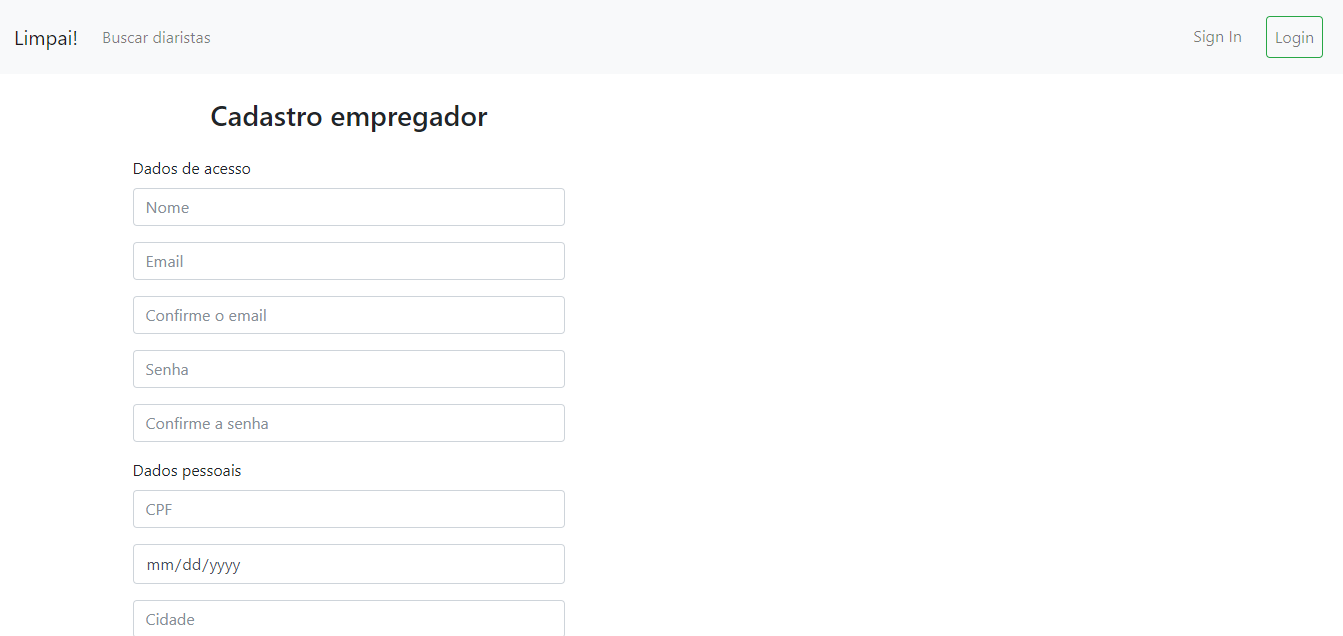 Limpai! Buscar diaristas Sign In Login
Cadastro empregador
Dados de acesso
Nome
Email
Confirme o email
Senha
Confirme a senha
Dados pessoais
CPF
mm/dd/yyyy
Cidade